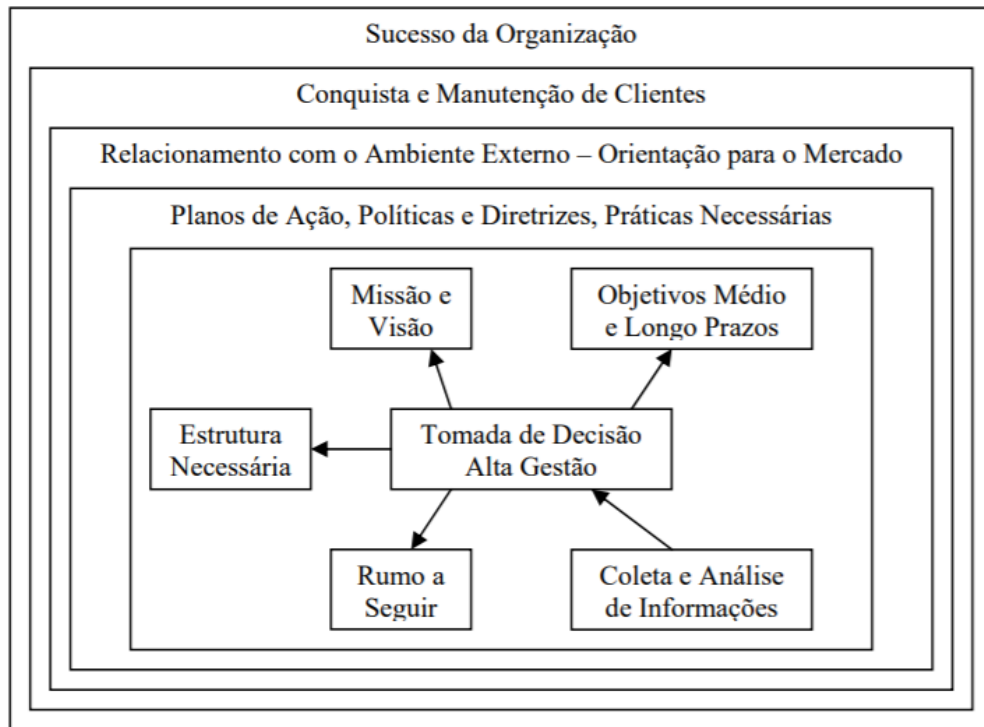 Sucesso da Organização
Conquista e Manutenção de Clientes
Relacionamento com o Ambiente Externo – Orientação para o Mercado
Planos de Ação, Políticas e Diretrizes, Práticas Necessárias
Missão e
Visão
Objetivos Médio
e Longo Prazos
Estrutura
Necessária
Tomada de Decisão
Alta Gestão
Rumo a
Seguir
Coleta e Análise
de Informações